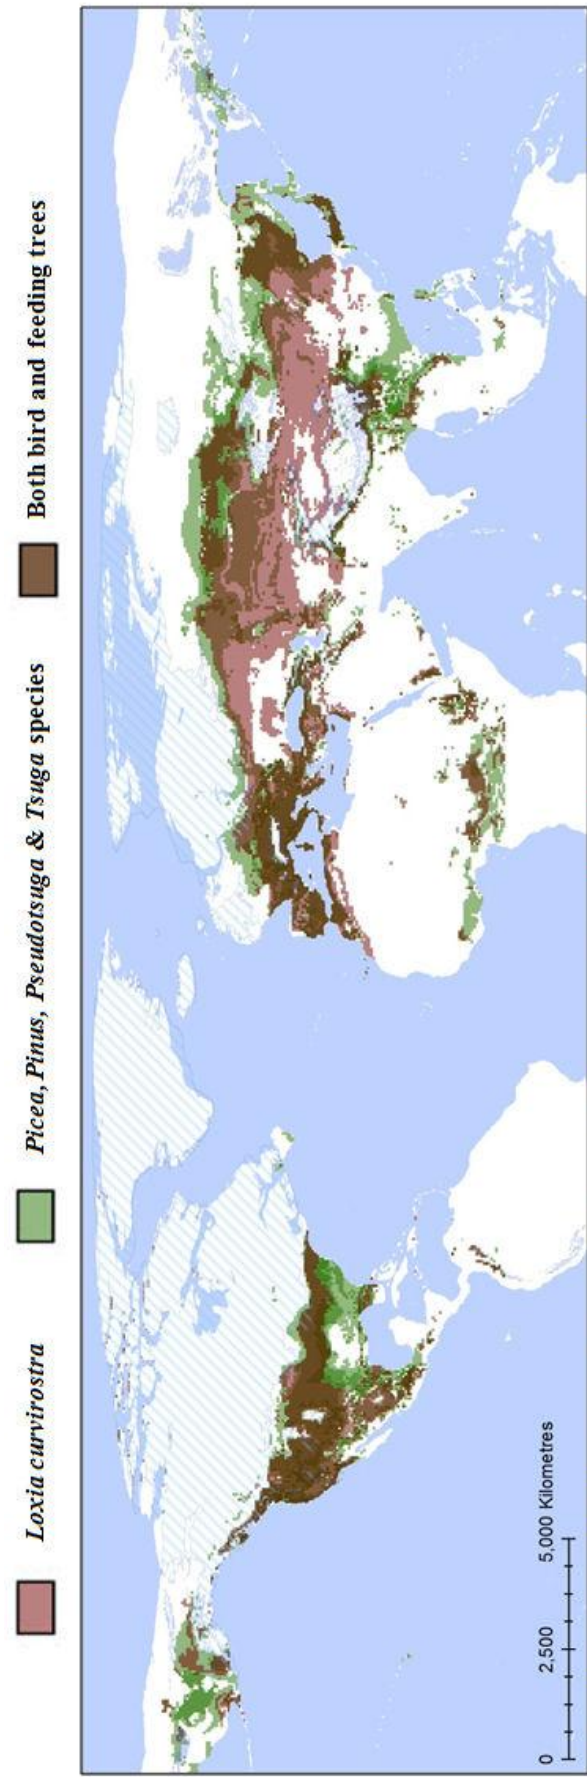 Loxia curvirostra
Picea, Pinus, Pseudotsuga & Tsuga species
Both bird and feeding trees
0 2,500 5,000 Kilometres